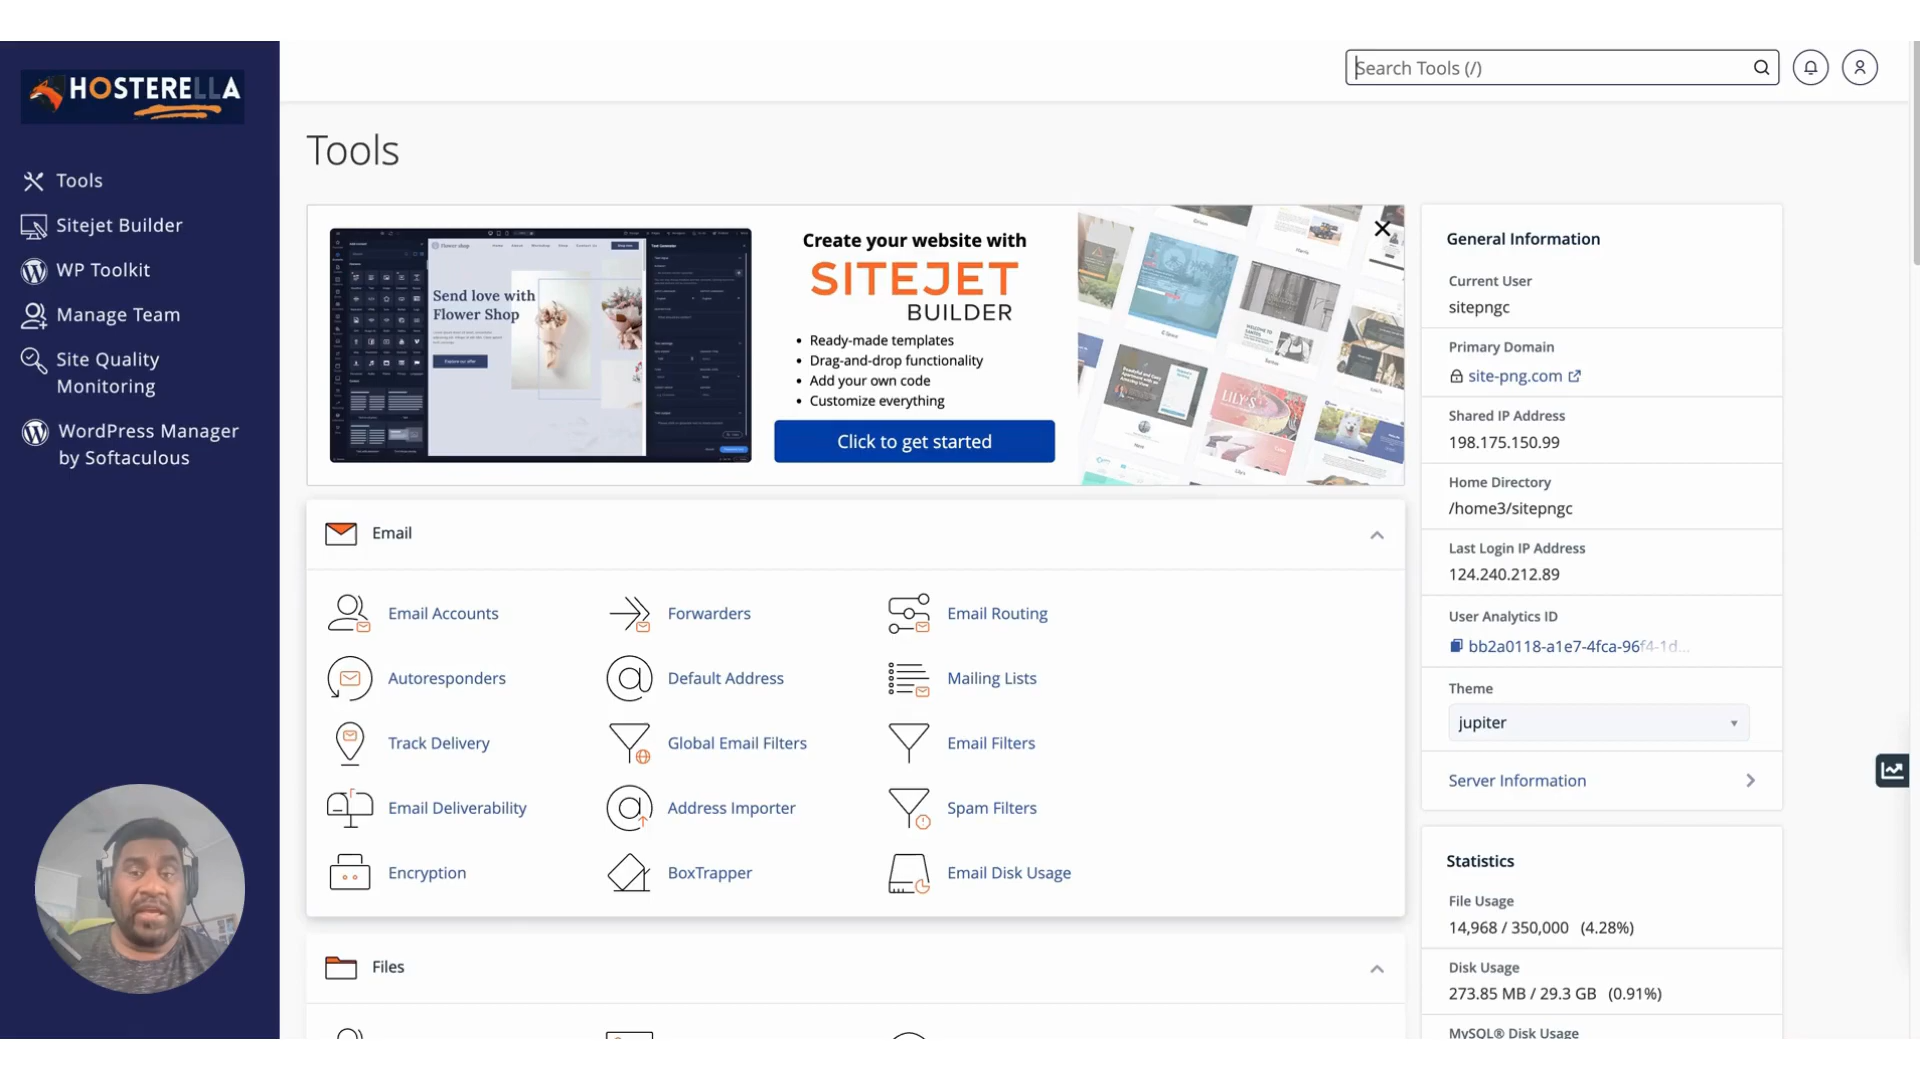 HOSTERELLA
Search Tools (/)
Tools
Sitejet Builder
WP Toolkit
Manage Team
Site Quality
Monitoring
WordPress Manager
by Softaculous
Tools
Flower shop
Send love with
Flower Shop
Create your website with
SITEJET
BUILDER
• Ready-made templates
• Drag-and-drop functionality
• Add your own code
• Customize everything
Click to get started
LILY'S
Email
Email Accounts
Forwarders
Email Routing
Autoresponders
Default Address
Mailing Lists
Track Delivery
Global Email Filters
Email Filters
Email Deliverability
Address Importer
Spam Filters
Encryption
BoxTrapper
Email Disk Usage
Files
General Information
Current User
sitepngc
Primary Domain
site-png.com
Shared IP Address
198.175.150.99
Home Directory
/home3/sitepngc
Last Login IP Address
124.240.212.89
User Analytics ID
bb2a0118-a1e7-4fca-96f4-1d...
Theme
jupiter
Server Information
Statistics
File Usage
14,968 / 350,000 (4.28%)
Disk Usage
273.85 MB / 29.3 GB (0.91%)
MySQL® Disk Usage